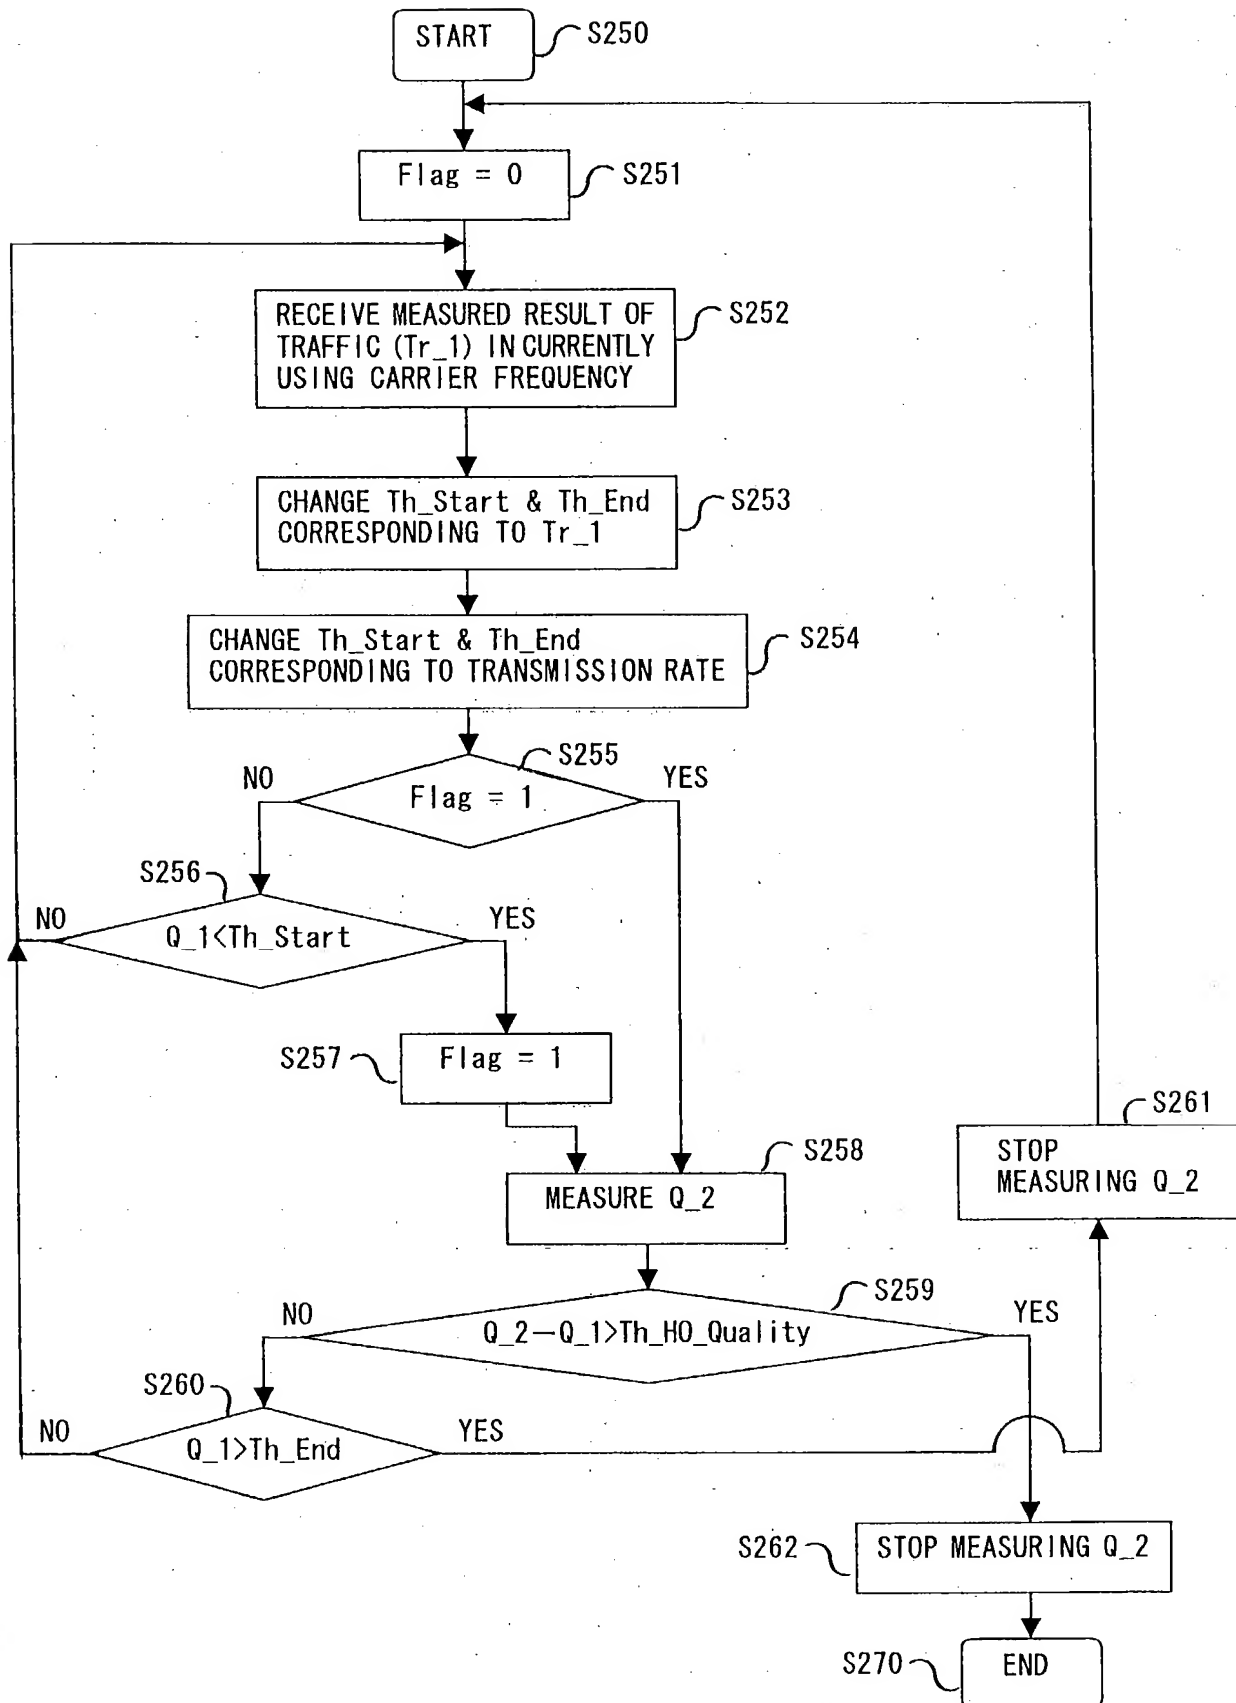 START
S250
Flag = 0
S251
RECEIVE MEASURED RESULT OF
TRAFFIC (Tr_1) IN CURRENTLY
USING CARRIER FREQUENCY
S252
CHANGE Th_Start & Th_End
CORRESPONDING TO Tr_1
S253
CHANGE Th_Start & Th_End
CORRESPONDING TO TRANSMISSION RATE
S254
S255
NO
Flag = 1
YES
S256
NO
Q_1<Th_Start
YES
S257
Flag = 1
S261
STOP
MEASURING Q_2
S258
MEASURE Q_2
S259
NO
Q_2-Q_1>Th_HO_Quality
YES
S260
NO
Q_1>Th_End
YES
S262
STOP MEASURING Q_2
S270
END